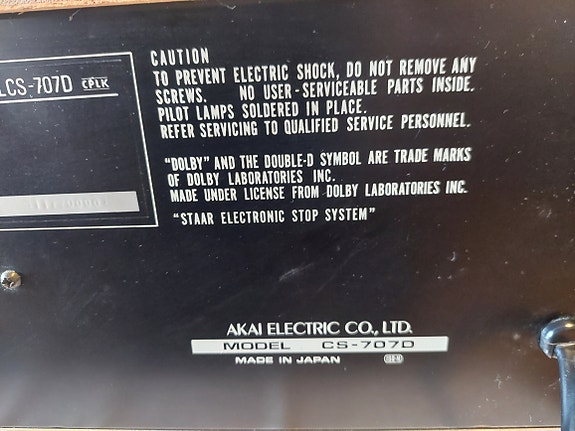 CS-707D CPLK
CAUTION
TO PREVENT ELECTRIC SHOCK, DO NOT REMOVE ANY
SCREWS. NO USER-SERVICEABLE PARTS INSIDE.
PILOT LAMPS SOLDERED IN PLACE.
REFER SERVICING TO QUALIFIED SERVICE PERSONNEL.
"DOLBY" AND THE DOUBLE-D SYMBOL ARE TRADE MARKS
OF DOLBY LABORATORIES INC.
MADE UNDER LICENSE FROM DOLBY LABORATORIES INC.
"STAAR ELECTRONIC STOP SYSTEM"
AKAI ELECTRIC CO., LTD.
MODEL CS-707D
MADE IN JAPAN